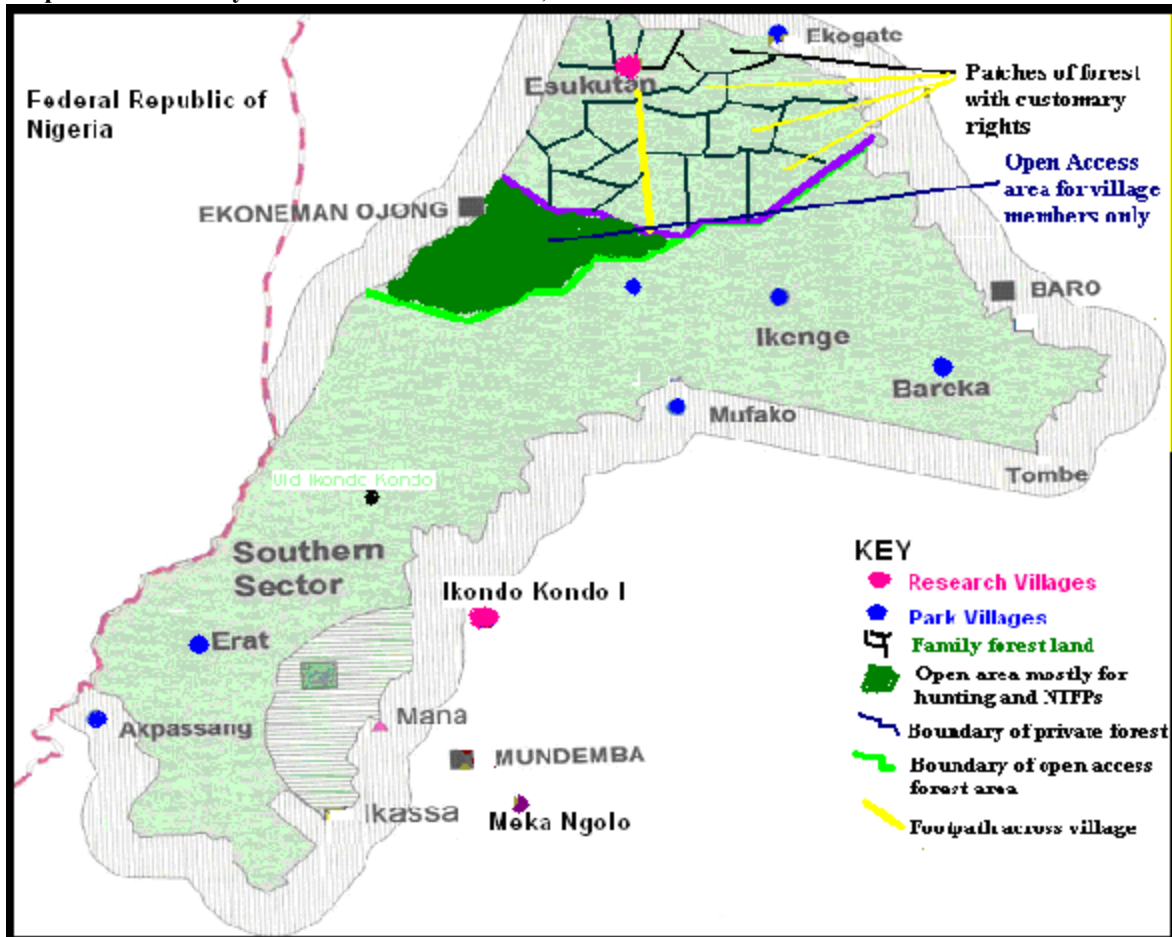 Ekogate
Esukutan
Patches of forest
with customary
rights
Federal Republic of
Nigeria
Open Access
area for village
members only
EKONEMAN OJONG
BARO
Ikenge
Bareka
Mufako
Tombe
Old Ikondo Kondo
Southern
Sector
KEY
Ikondo Kondo I
Research Villages
Park Villages
Erat
Family forest land
Open area mostly for
hunting and NTFPs
Akpassang
Mana
Boundary of private forest
MUNDEMBA
Boundary of open access
forest area
Ikassa
Meka Ngolo
Footpath across village